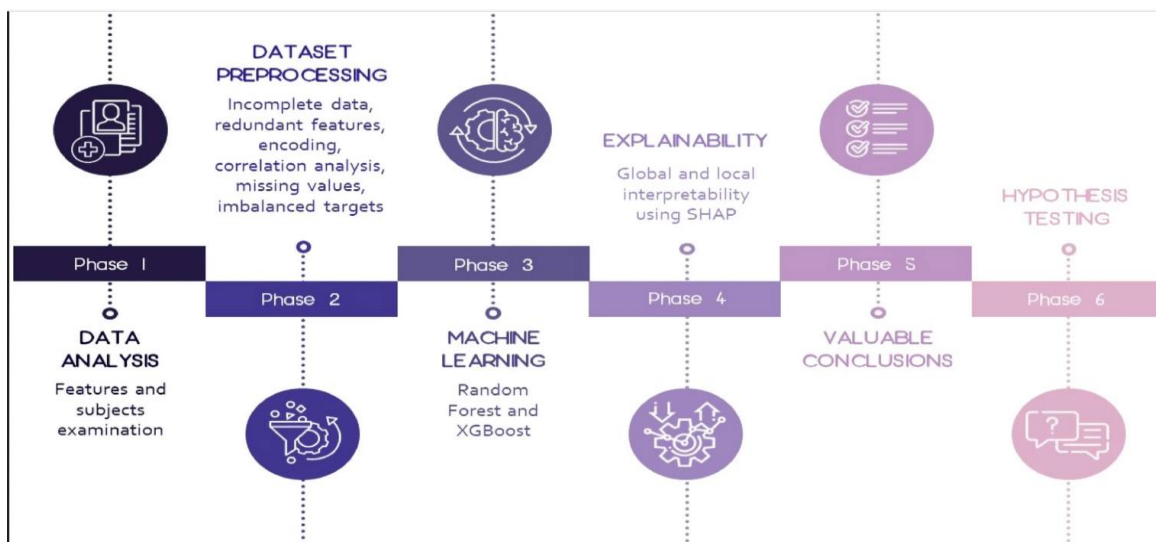 Phase 1
DATA
ANALYSIS
Features and
subjects
examination
DATASET
PREPROCESSING
Incomplete data,
redundant features,
encoding,
correlation analysis,
missing values,
imbalanced targets
Phase 2
Phase 3
MACHINE
LEARNING
Random
Forest and
XGBoost
EXPLAINABILITY
Global and local
interpretability
using SHAP
Phase 4
Phase 5
VALUABLE
CONCLUSIONS
HYPOTHESIS
TESTING
Phase 6
?